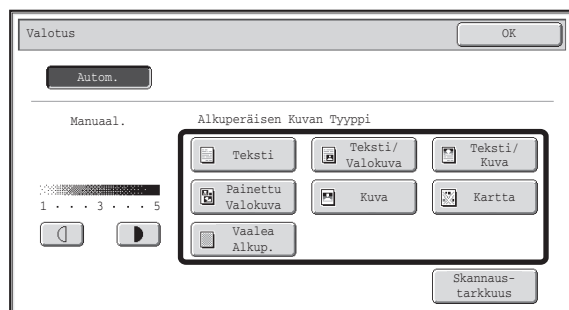 Valotus
OK
Autom.
Manuaal.
Alkuperäisen Kuvan Tyyppi
Teksti
Teksti/
Valokuva
Teksti/
Kuva
Painettu
Valokuva
Kuva
Kartta
1 · · · 3 · · · 5
Vaalea
Alkup.
Skannaus-
tarkkuus